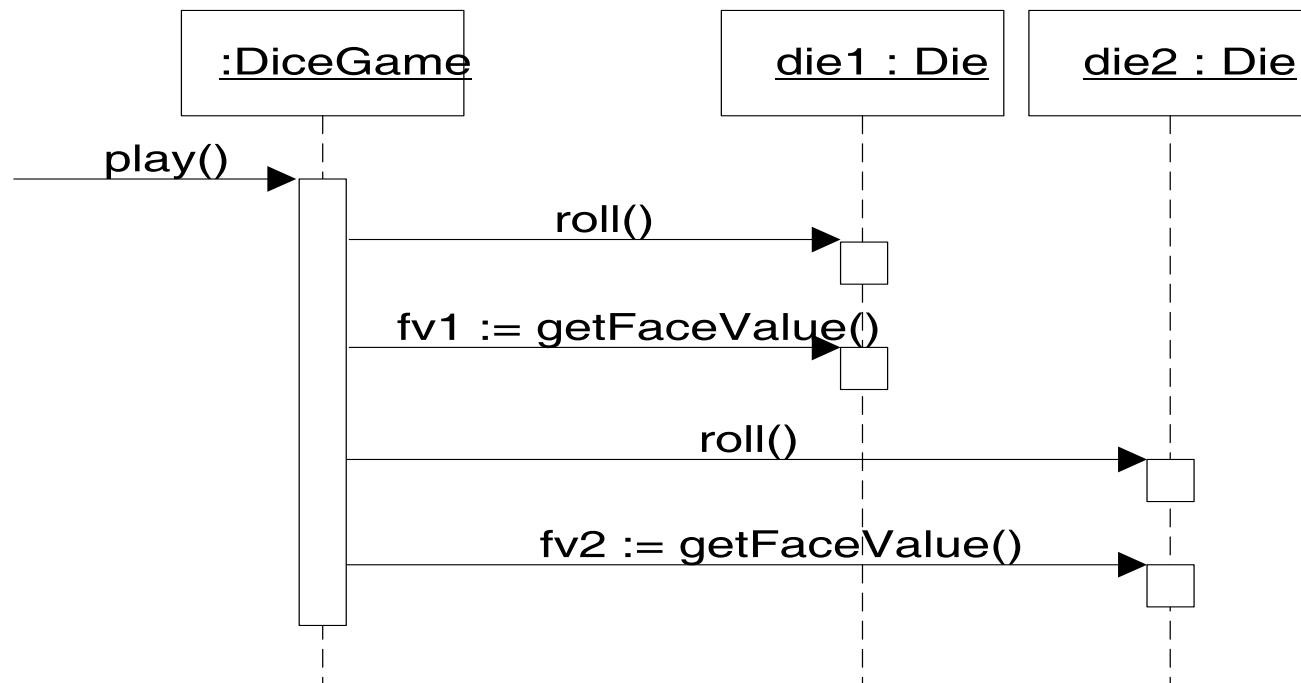 :DiceGame
die1 : Die
die2 : Die
play()
roll()
fv1 := getFaceValue()
roll()
fv2 := getFaceValue()